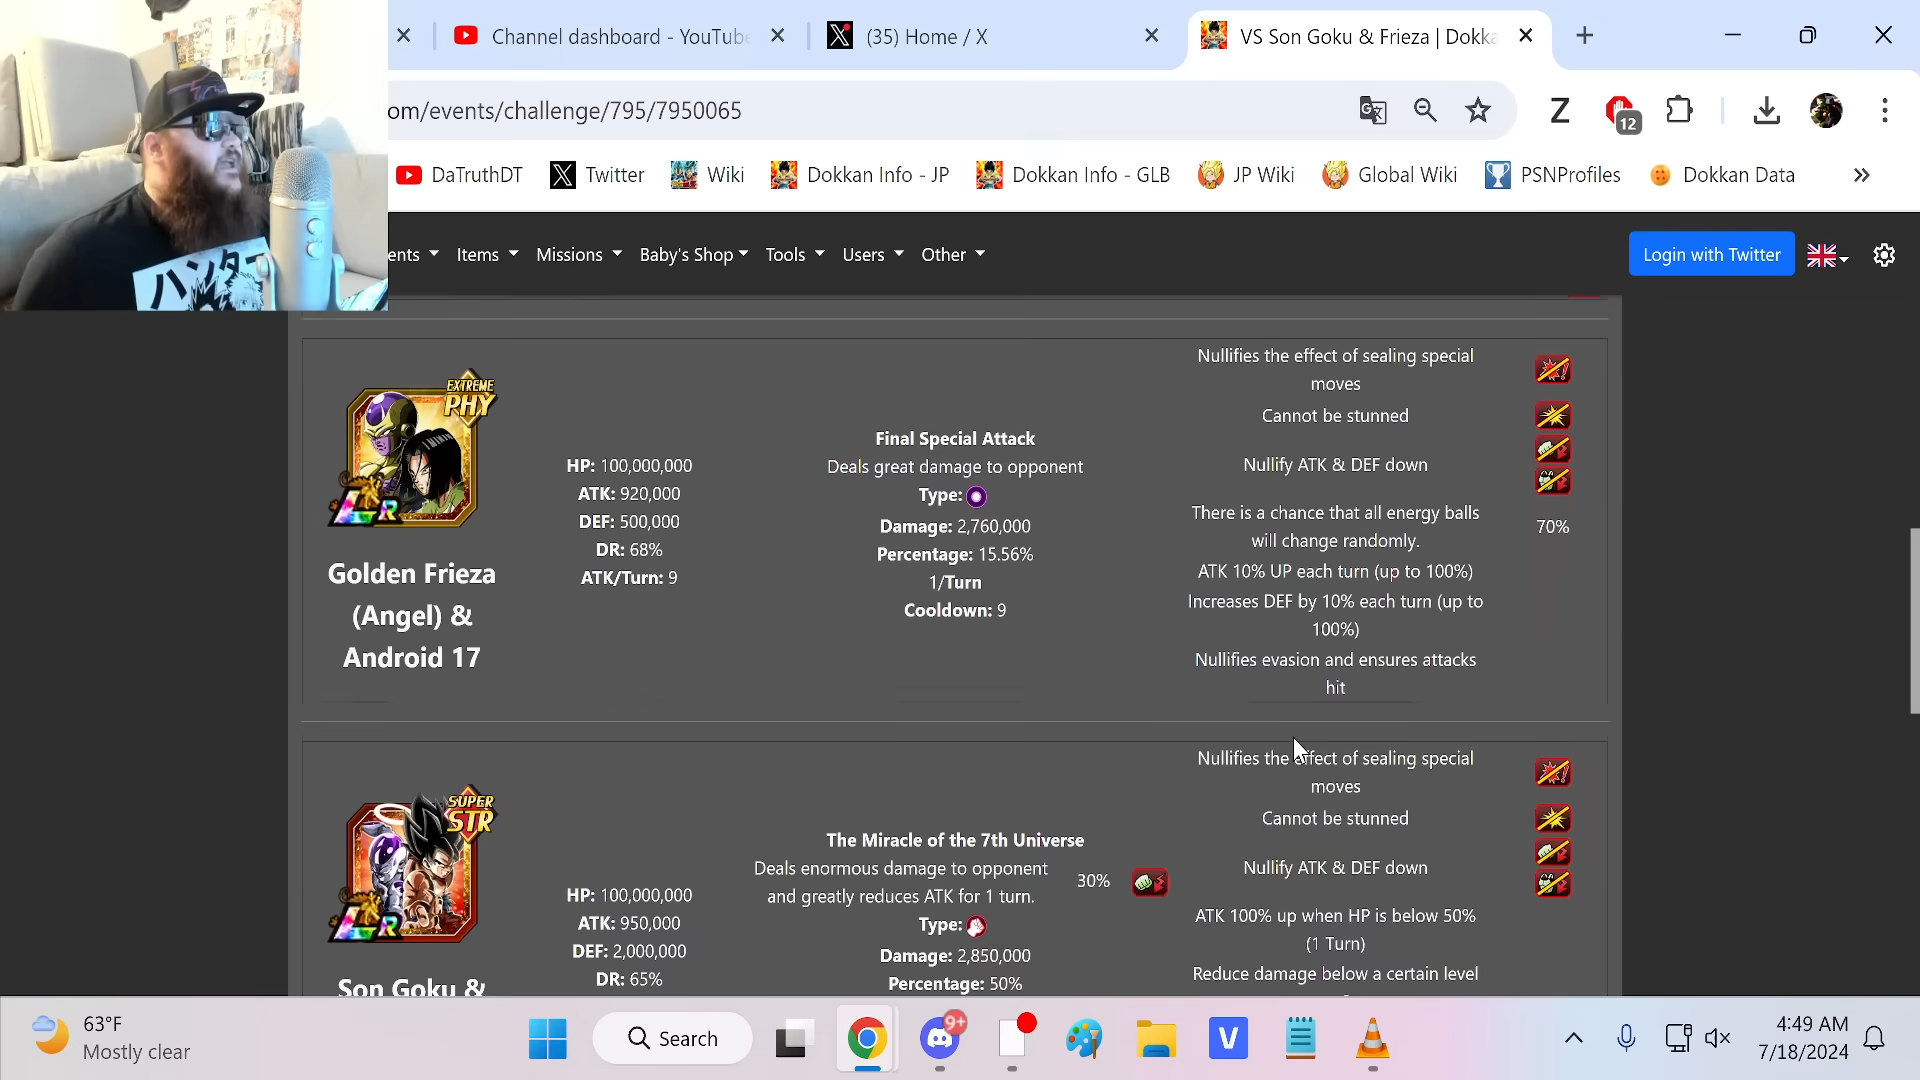 Channel dashboard - YouTube
(35) Home / X
VS Son Goku & Frieza | Dokka
om/events/challenge/795/7950065
12
DaTruthDT
Twitter
Wiki
Dokkan Info - JP
Dokkan Info - GLB
JP Wiki
Global Wiki
PSNProfiles
Dokkan Data
ents
Items
Missions
Baby's Shop
Tools
Users
Other
Login with Twitter
ハンター
EXTREME
PHY
LR
Golden Frieza
(Angel) &
Android 17
HP: 100,000,000
ATK: 920,000
DEF: 500,000
DR: 68%
ATK/Turn: 9
Final Special Attack
Deals great damage to opponent
Type:
Damage: 2,760,000
Percentage: 15.56%
1/Turn
Cooldown: 9
Nullifies the effect of sealing special
moves
Cannot be stunned
Nullify ATK & DEF down
There is a chance that all energy balls
will change randomly.
70%
ATK 10% UP each turn (up to 100%)
Increases DEF by 10% each turn (up to
100%)
Nullifies evasion and ensures attacks
hit
SUPER
STR
LR
Son Goku &
HP: 100,000,000
ATK: 950,000
DEF: 2,000,000
DR: 65%
The Miracle of the 7th Universe
Deals enormous damage to opponent
and greatly reduces ATK for 1 turn.
30%
Type:
Damage: 2,850,000
Percentage: 50%
Nullifies the effect of sealing special
moves
Cannot be stunned
Nullify ATK & DEF down
ATK 100% up when HP is below 50%
(1 Turn)
Reduce damage below a certain level
63°F
Mostly clear
Search
9+
V
4:49 AM
7/18/2024